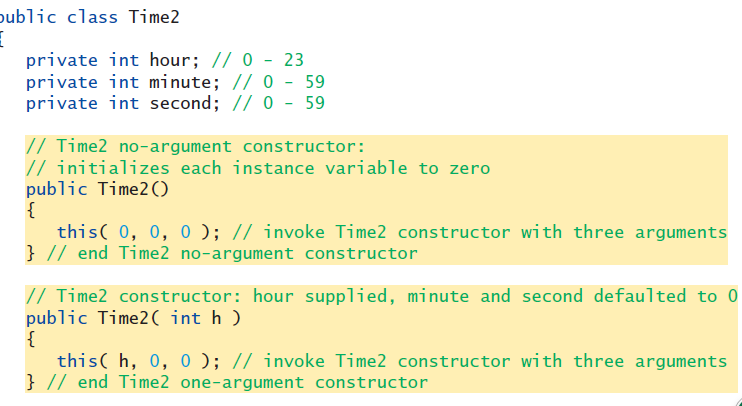 public class Time2
{
private int hour; // 0 - 23
private int minute; // 0 - 59
private int second; // 0 - 59
// Time2 no-argument constructor:
// initializes each instance variable to zero
public Time2()
{
this( 0, 0, 0 ); // invoke Time2 constructor with three arguments
} // end Time2 no-argument constructor
// Time2 constructor: hour supplied, minute and second defaulted to 0
public Time2( int h )
{
this( h, 0, 0 ); // invoke Time2 constructor with three arguments
} // end Time2 one-argument constructor